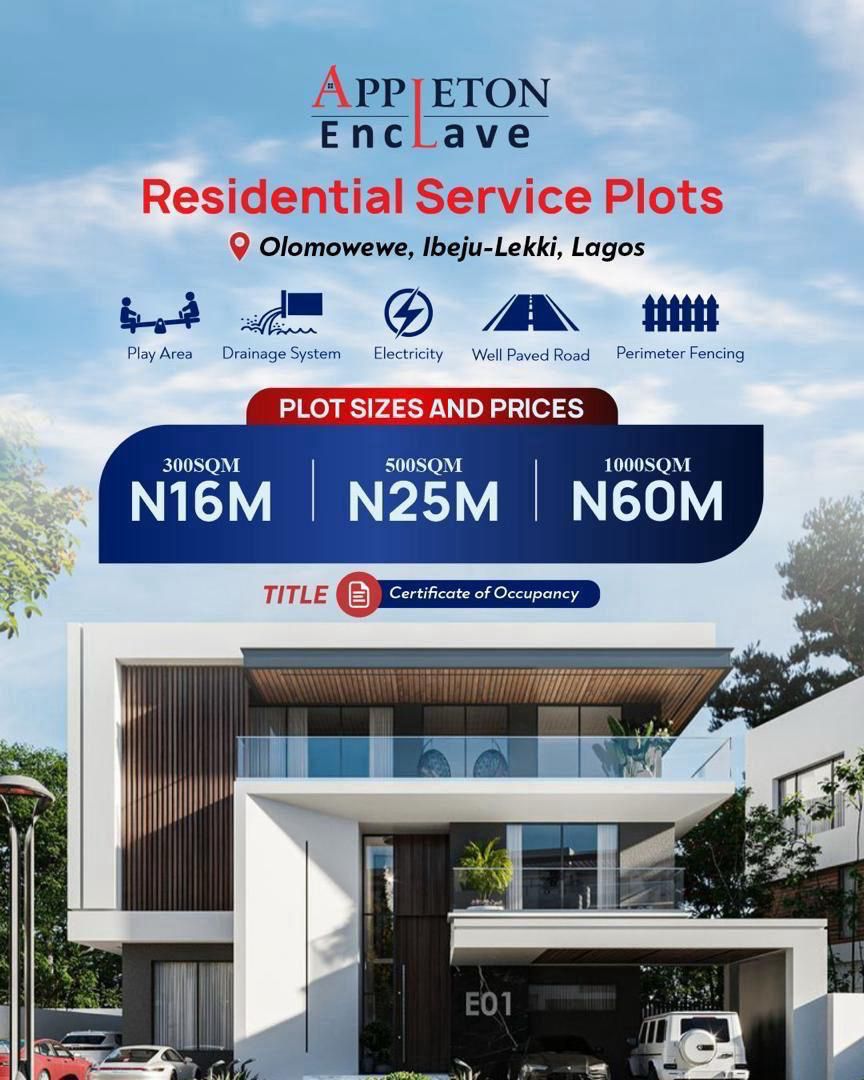 APPLETON
EncLave
Residential Service Plots
Olomowewe, Ibeju-Lekki, Lagos
Play Area
Drainage System
Electricity
Well Paved Road
Perimeter Fencing
PLOT SIZES AND PRICES
300SQM
N16M
500SQM
N25M
1000SQM
N60M
TITLE
Certificate of Occupancy
E01